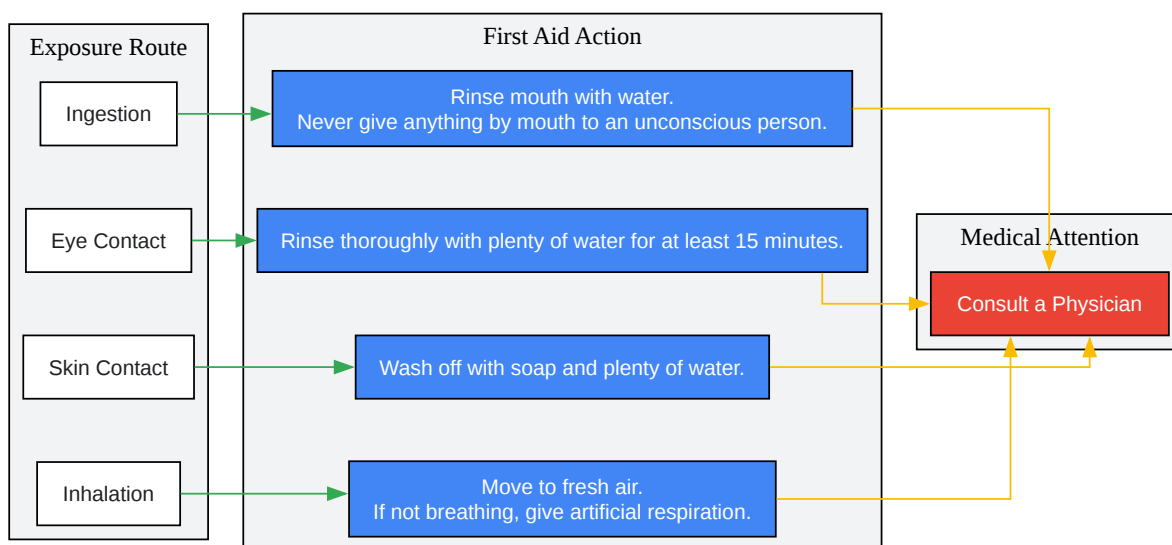 Exposure Route
First Aid Action
Ingestion
Rinse mouth with water.
Never give anything by mouth to an unconscious person.
Eye Contact
Rinse thoroughly with plenty of water for at least 15 minutes.
Medical Attention
Consult a Physician
Skin Contact
Wash off with soap and plenty of water.
Inhalation
Move to fresh air.
If not breathing, give artificial respiration.